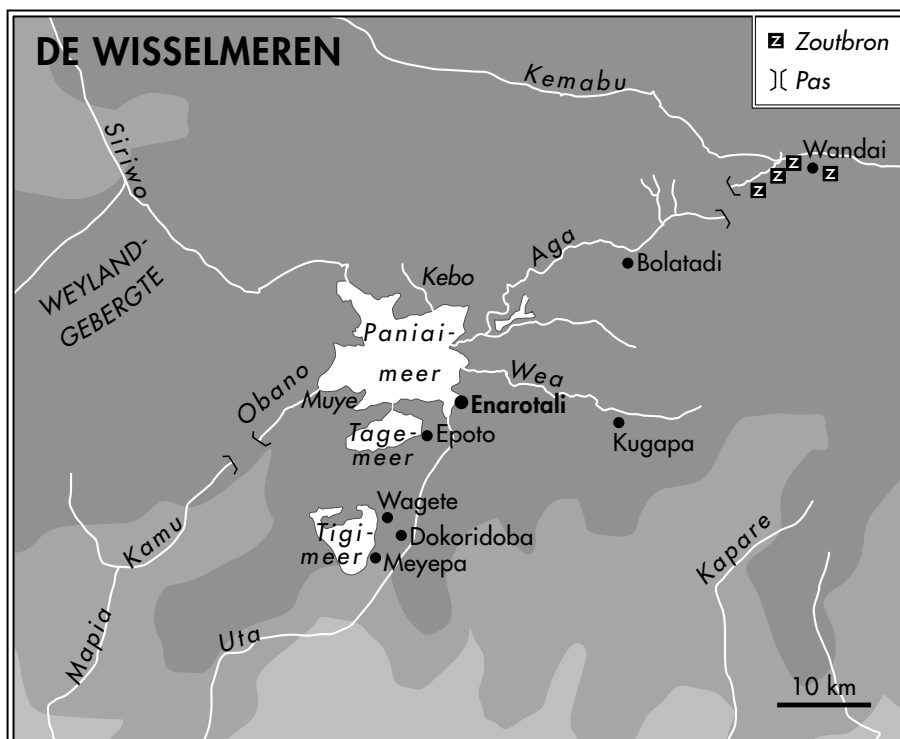 DE WISSELMEREN
Z Zoutbron
Pas
Kemabu
Siriwo
Wandai
Z
Z
Z
Z
Aga
Bolatadi
WEYLAND-
GEBERGTE
Kebo
Paniai-
meer
Obano
Muye
Wea
Enarotali
Tage-
meer
Epoto
Kugapa
Wagete
Tigi-
meer
Dokoridoba
Meyepa
Kamu
Kapare
Mapia
Uta
10 km